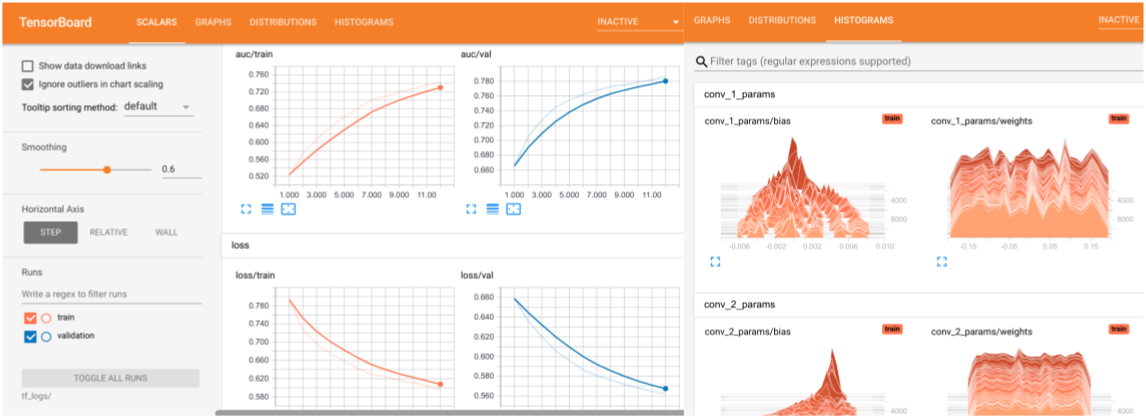 TensorBoard SCALARS GRAPHS DISTRIBUTIONS HISTOGRAMS INACTIVE
Show data download links
Ignore outliers in chart scaling
Tooltip sorting method: default
Smoothing
0.6
Horizontal Axis
STEP RELATIVE WALL
Runs
Write a regex to filter runs
train
validation
TOGGLE ALL RUNS
tf_logs/
auc/train
0.760
0.720
0.680
0.640
0.600
0.560
0.520
1.000 3.000 5.000 7.000 9.000 11.00
auc/val
0.780
0.760
0.740
0.720
0.700
0.680
0.660
1.000 3.000 5.000 7.000 9.000 11.00
loss
loss/train
0.780
0.740
0.700
0.660
0.620
0.580
loss/val
0.660
0.640
0.620
0.600
0.580
0.560
GRAPHS DISTRIBUTIONS HISTOGRAMS INACTIVE
Filter tags (regular expressions supported)
conv_1_params
conv_1_params/bias train
4000
8000
-0.006 -0.002 0.002 0.006 0.010
conv_1_params/weights train
4000
8000
-0.15 -0.05 0.05 0.15
conv_2_params
conv_2_params/bias train
4000
conv_2_params/weights train
4000